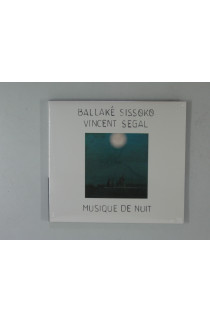 BALLAKÉ SISSOKO
VINCENT SEGAL
MUSIQUE DE NUIT